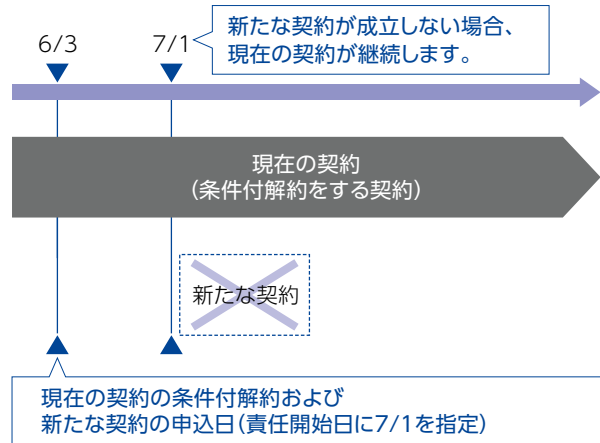 6/3
7/1
新たな契約が成立しない場合、
現在の契約が継続します。
現在の契約
（条件付解約をする契約）
新たな契約
現在の契約の条件付解約および
新たな契約の申込日（責任開始日に7/1を指定）